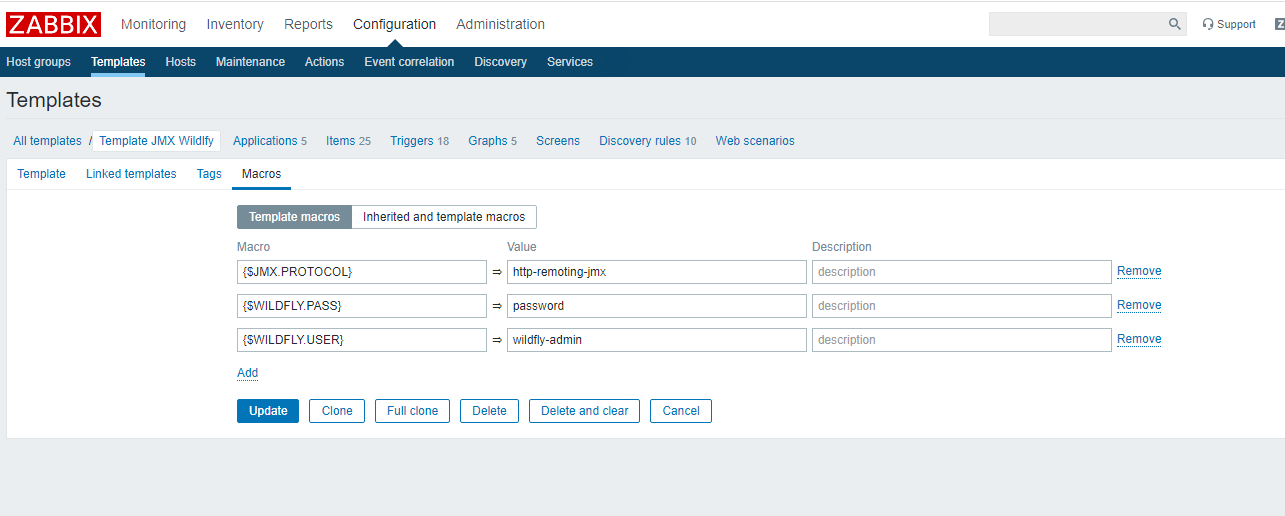 ZABBIX Monitoring Inventory Reports Configuration Administration Support Z
Host groups Templates Hosts Maintenance Actions Event correlation Discovery Services
Templates
All templates / Template JMX Wildlfy Applications 5 Items 25 Triggers 18 Graphs 5 Screens Discovery rules 10 Web scenarios
Template Linked templates Tags Macros
Template macros Inherited and template macros
Macro Value Description
{$JMX.PROTOCOL} ⇒ http-remoting-jmx description Remove
{$WILDFLY.PASS} ⇒ password description Remove
{$WILDFLY.USER} ⇒ wildfly-admin description Remove
Add
Update Clone Full clone Delete Delete and clear Cancel